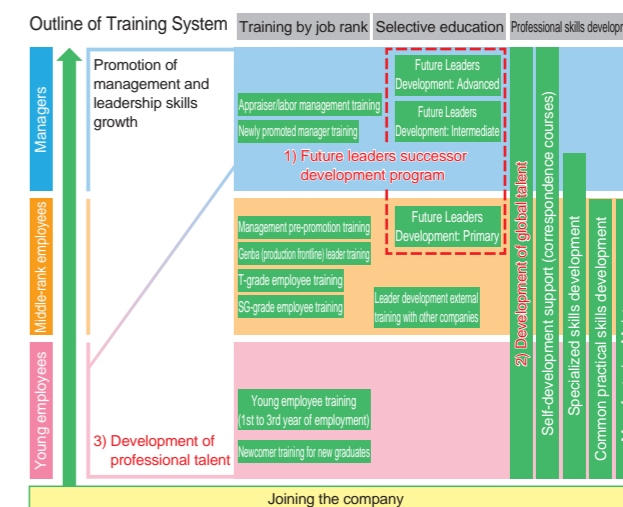 Outline of Training System
Training by job rank
Selective education
Professional skills
Managers
Promotion of
management and
leadership skills
growth
Future Leaders
Development: Advanced
Appraiser/labor management training
Future Leaders
Development: Intermediate
Newly promoted manager training
1) Future leaders successor
development program
Middle-rank employees
Future Leaders
Development: Primary
Management pre-promotion training
Genba (production frontline) leader training
T-grade employee training
SG-grade employee training
Leader development external
training with other companies
Young employees
3) Development of
professional talent
Young employee training
(1st to 3rd year of employment)
Newcomer training for new graduates
2) Development of global talent
Self-development support (correspondence courses)
Specialized skills development
Common practical skills development
Joining the company